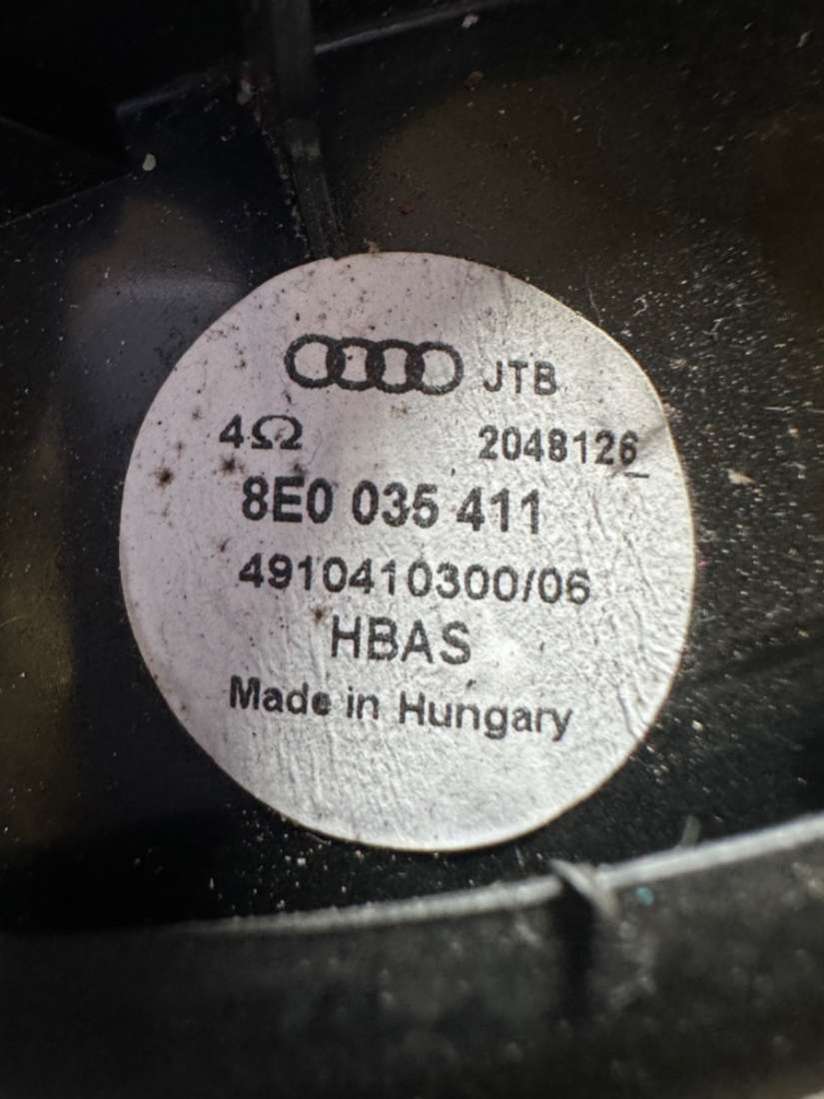 JTB
4Ω 2048126
8E0 035 411
4910410300/06
HBAS
Made in Hungary